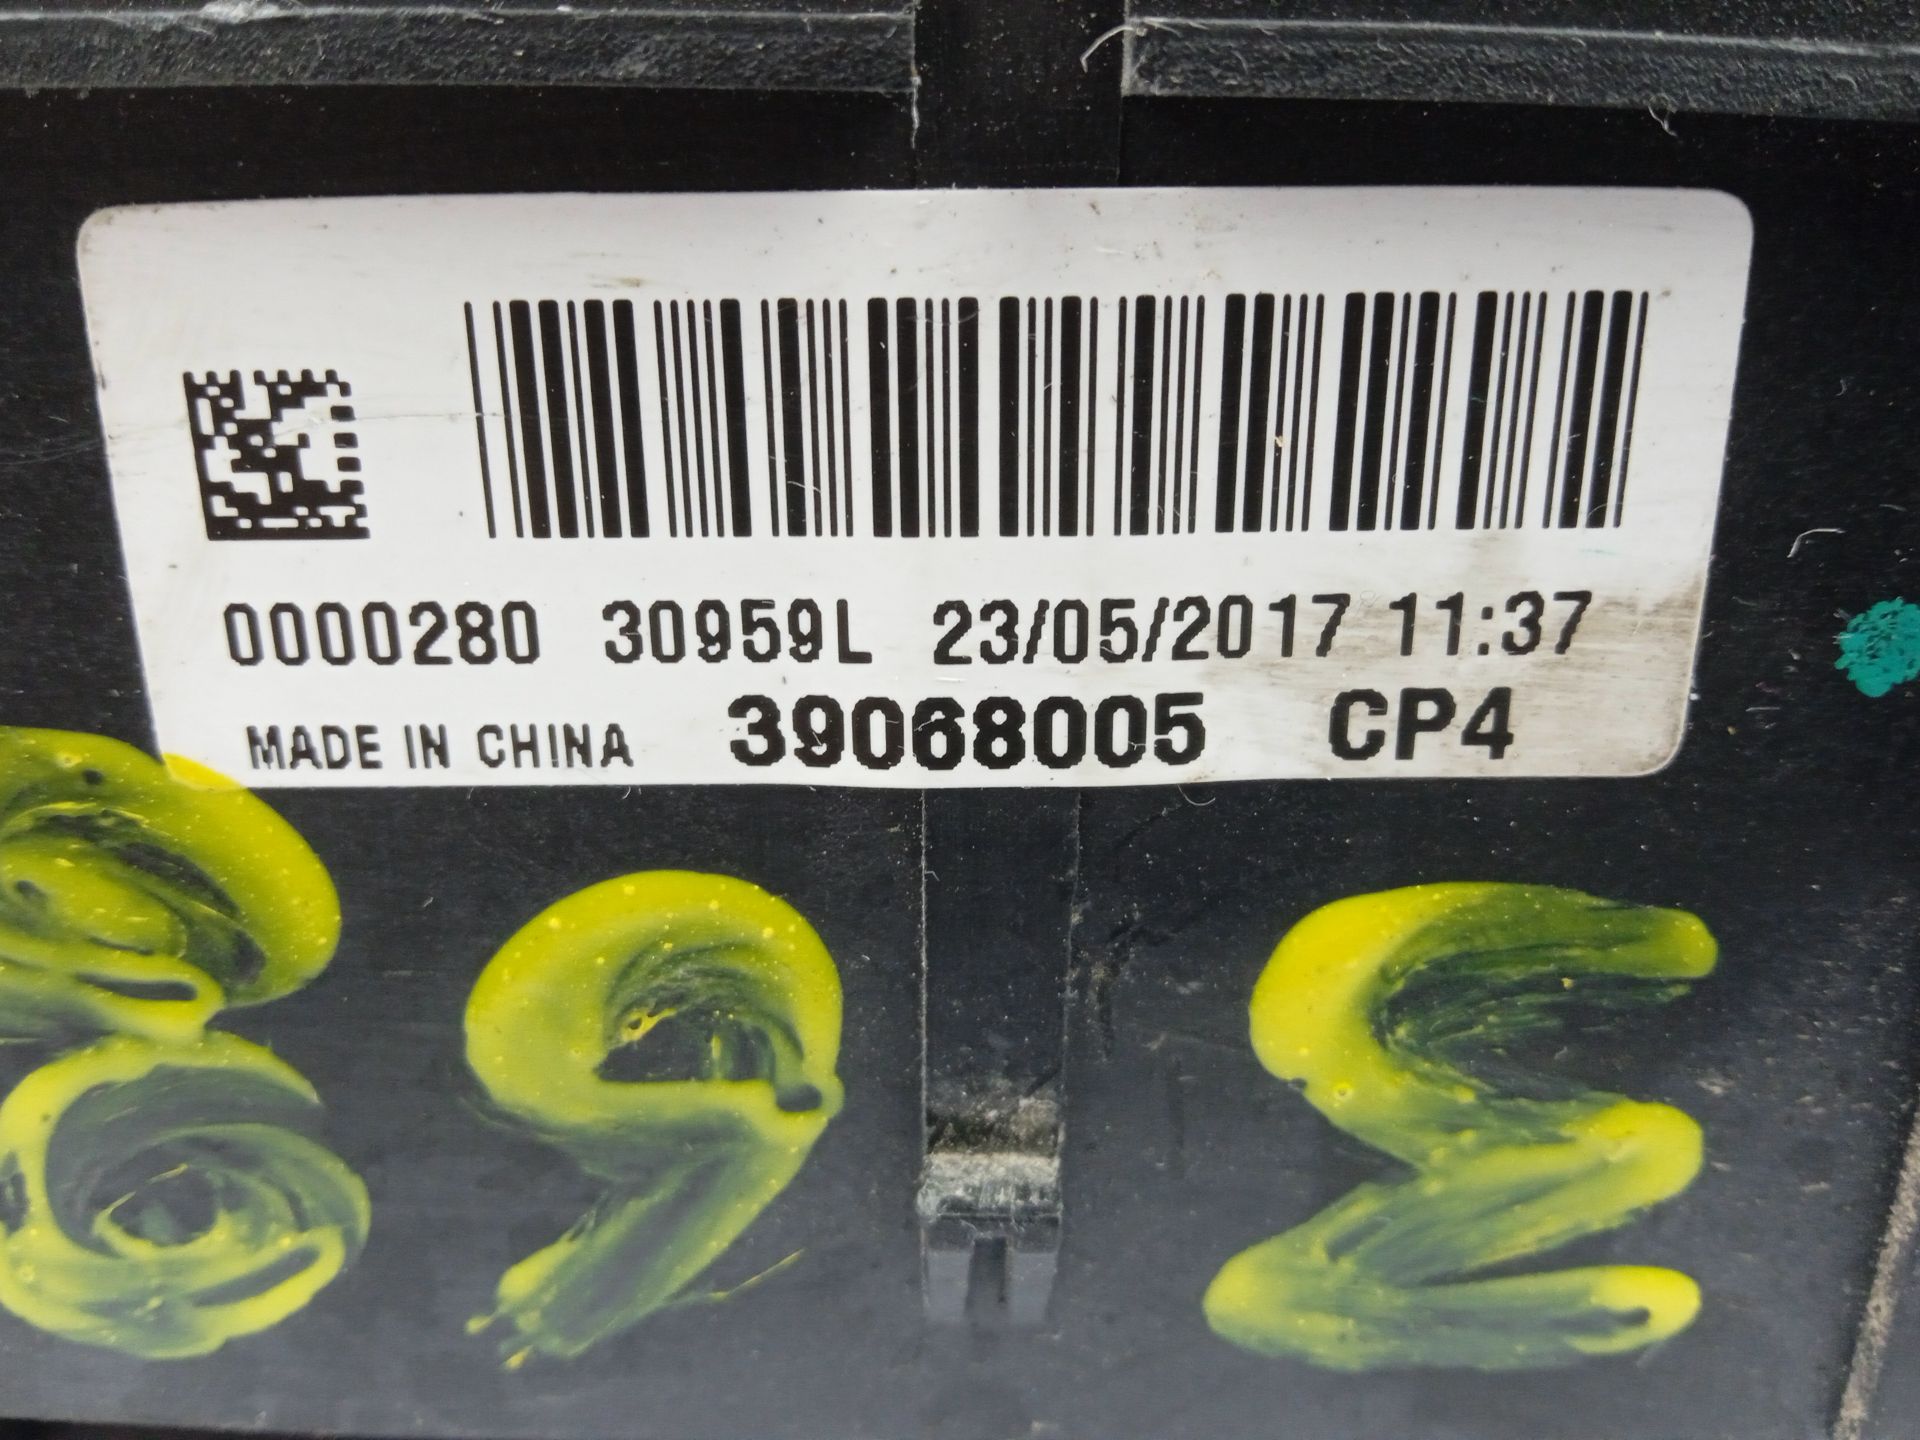 0000280 30959L 23/05/2017 11:37
MADE IN CHINA 39068005 CP4